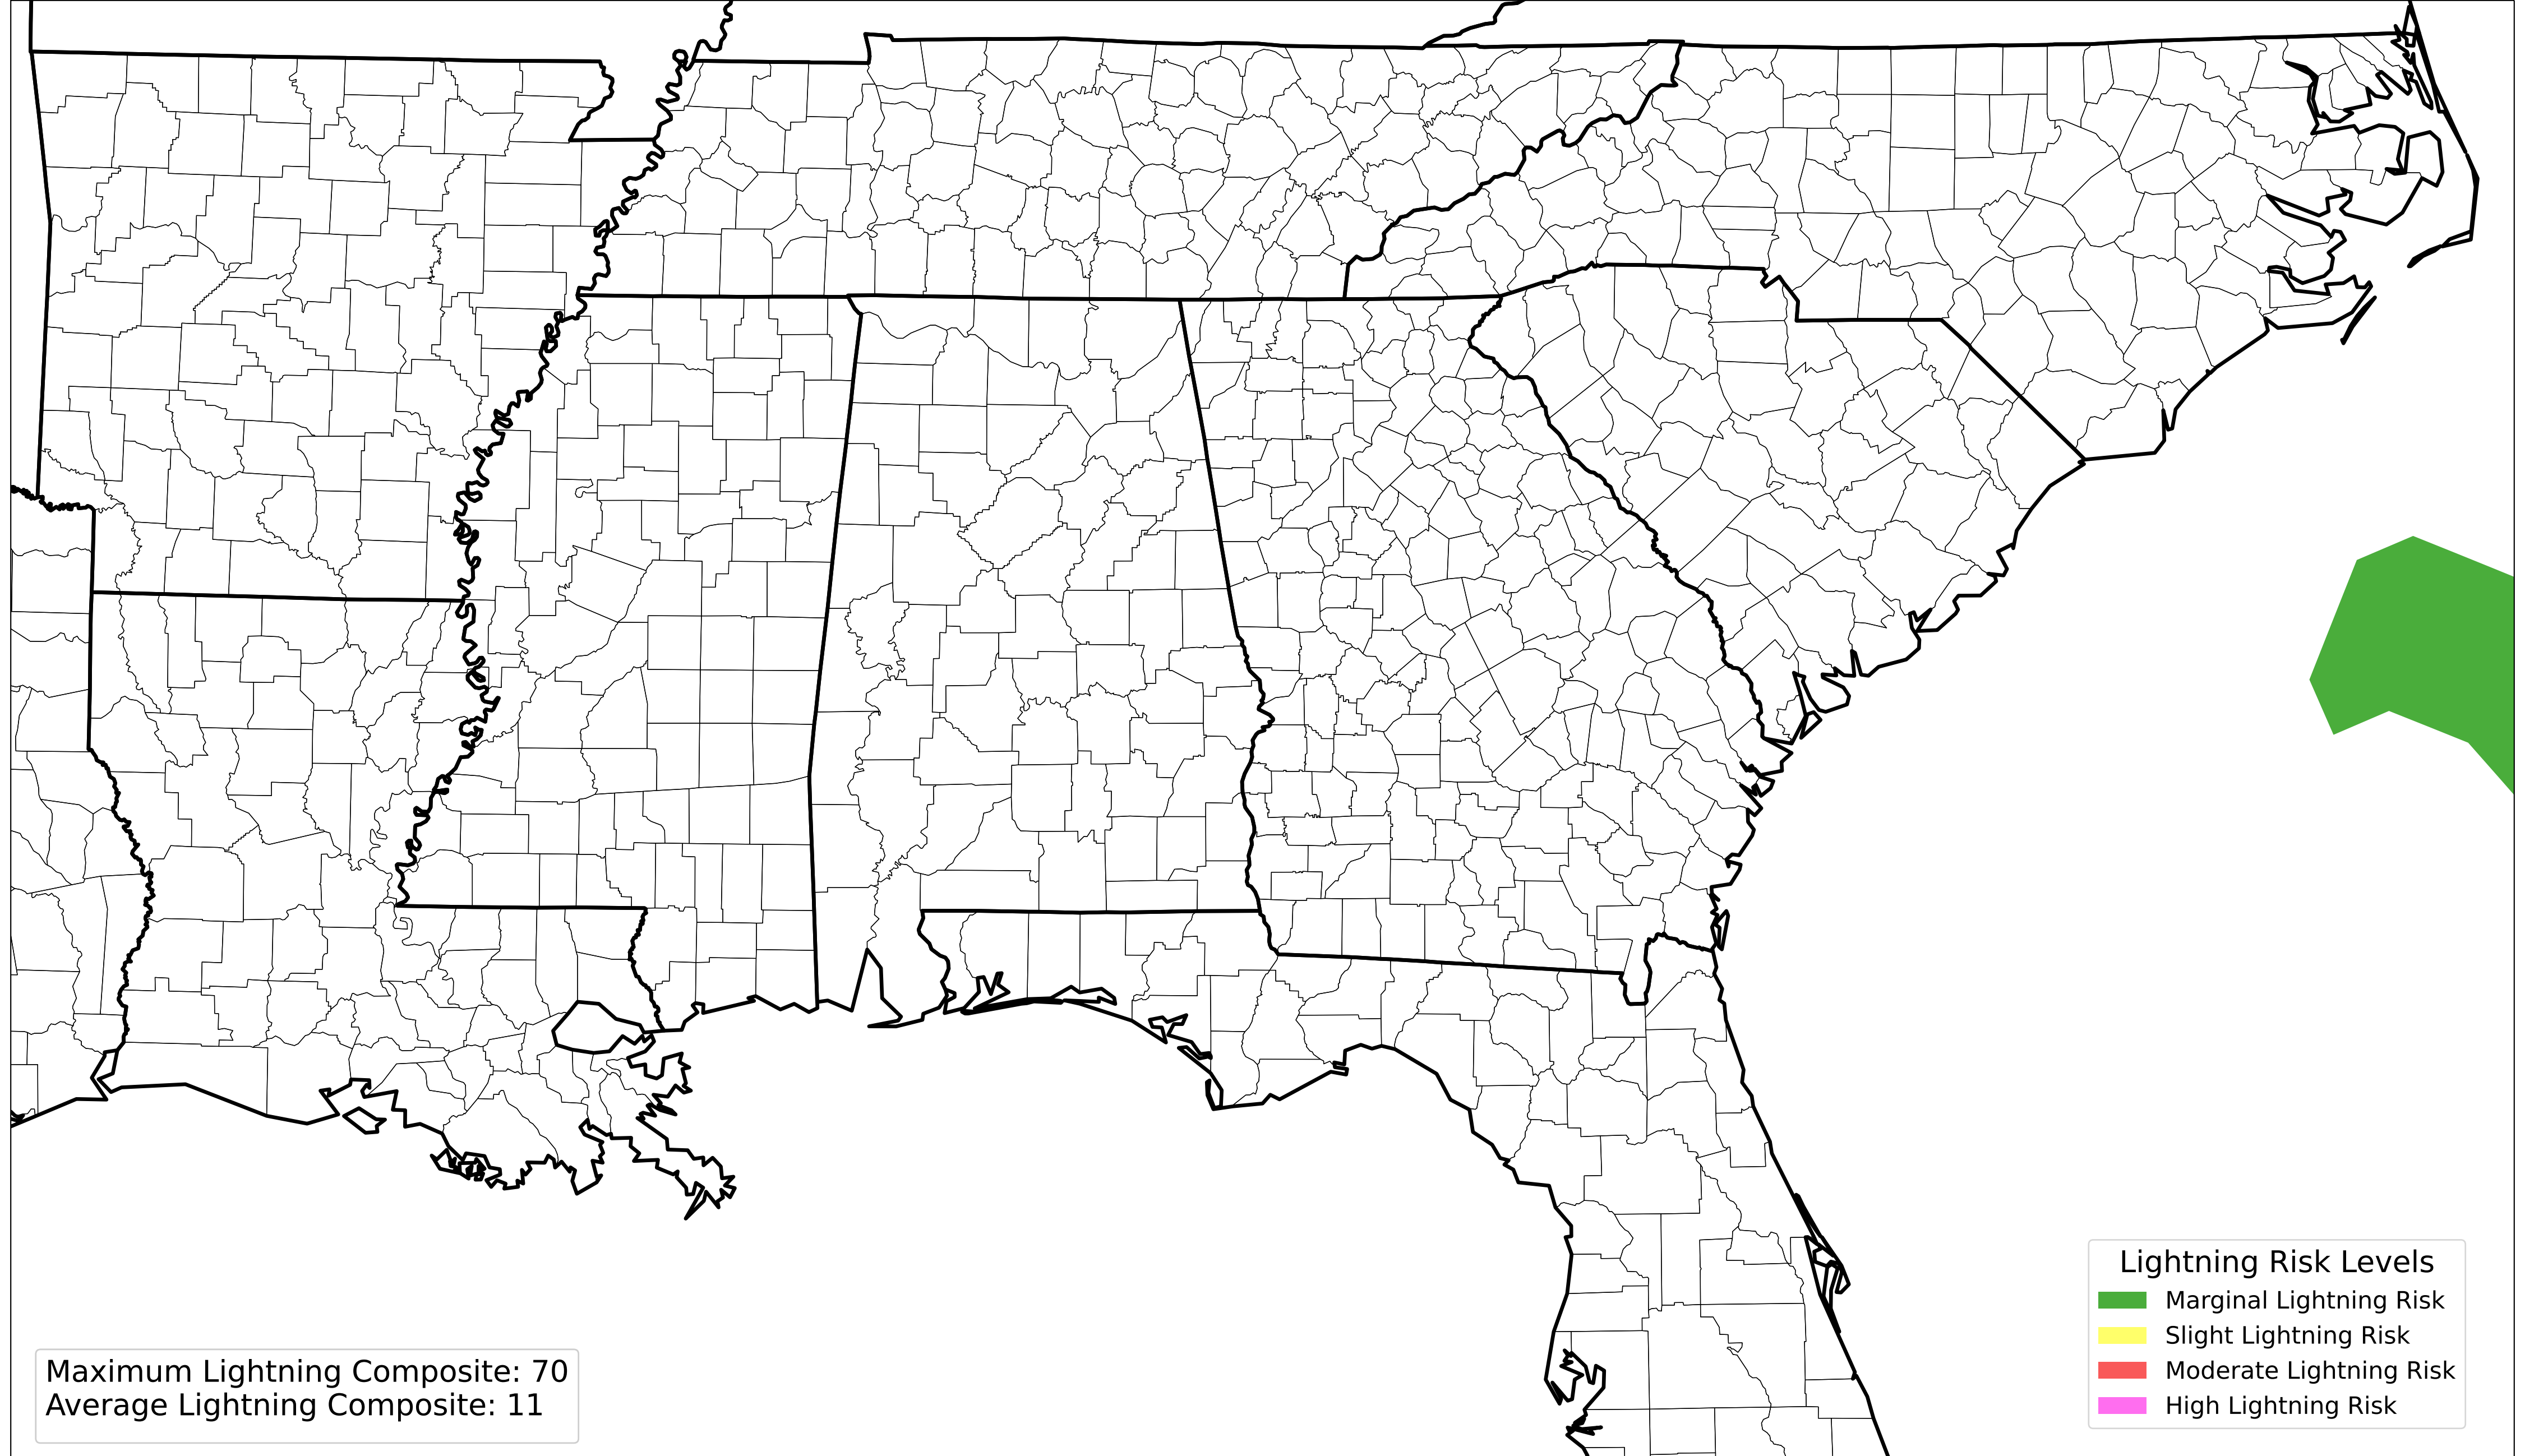 Lightning Risk Levels
Marginal Lightning Risk
Slight Lightning Risk
Moderate Lightning Risk
High Lightning Risk
Maximum Lightning Composite: 70
Average Lightning Composite: 11